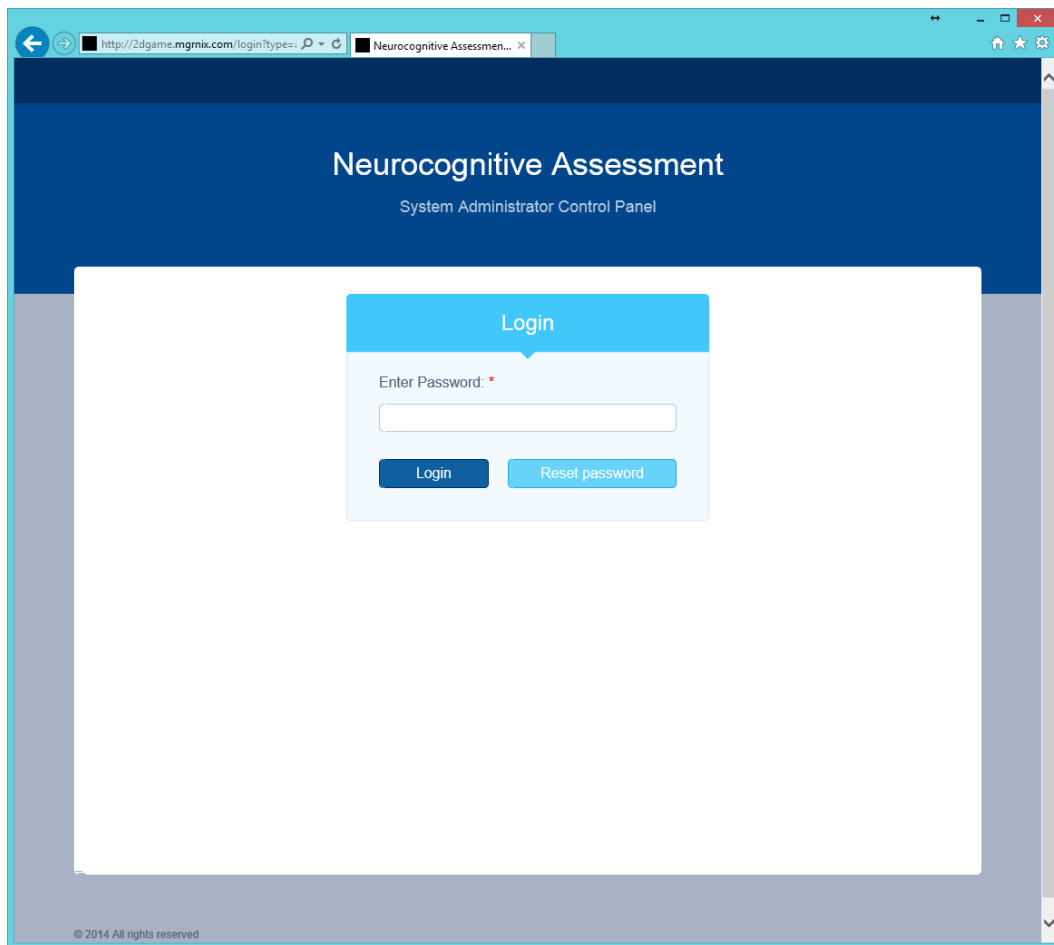 http://2dgame.mgrnix.com/login?type=
Neurocognitive Assessmen...
Neurocognitive Assessment
System Administrator Control Panel
Login
Enter Password: *
Login
Reset password
© 2014 All rights reserved